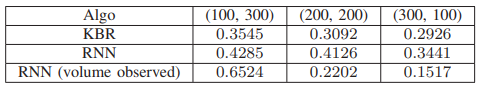 Algo (100, 300) (200, 200) (300, 100)
KBR 0.3545 0.3092 0.2926
RNN 0.4285 0.4126 0.3441
RNN (volume observed) 0.6524 0.2202 0.1517